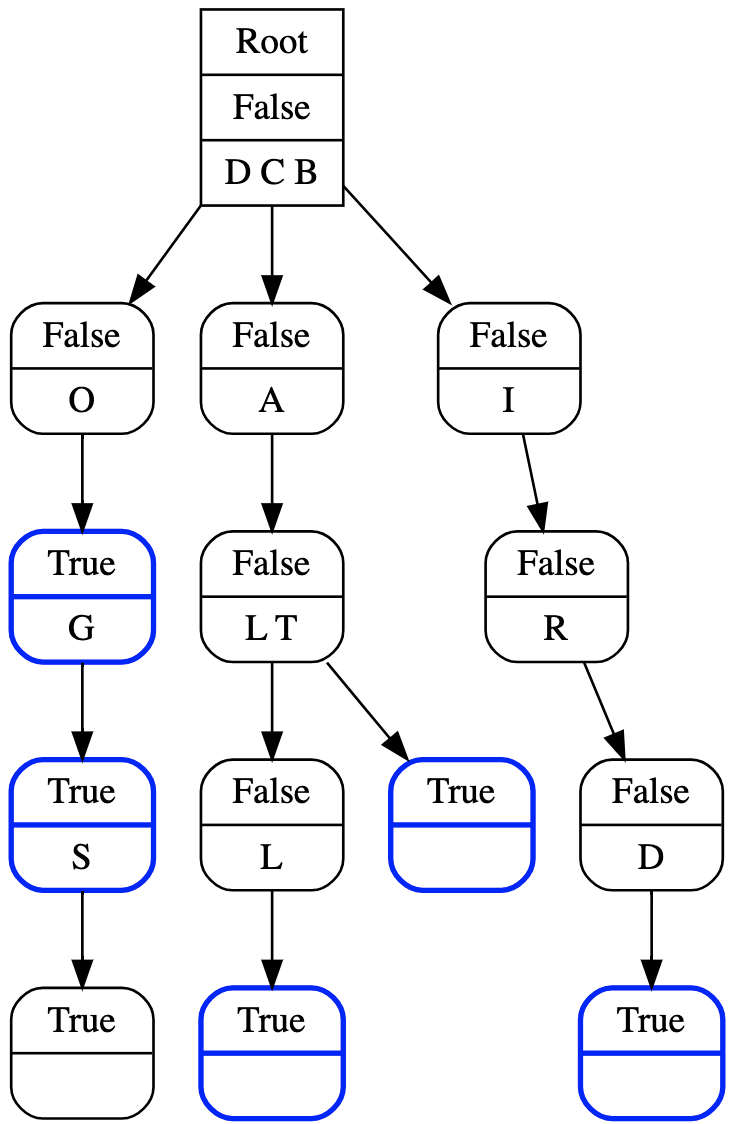 Root
False
D C B
False
O
False
A
False
I
True
G
False
L T
False
R
True
S
False
L
True
False
D
True
True
True